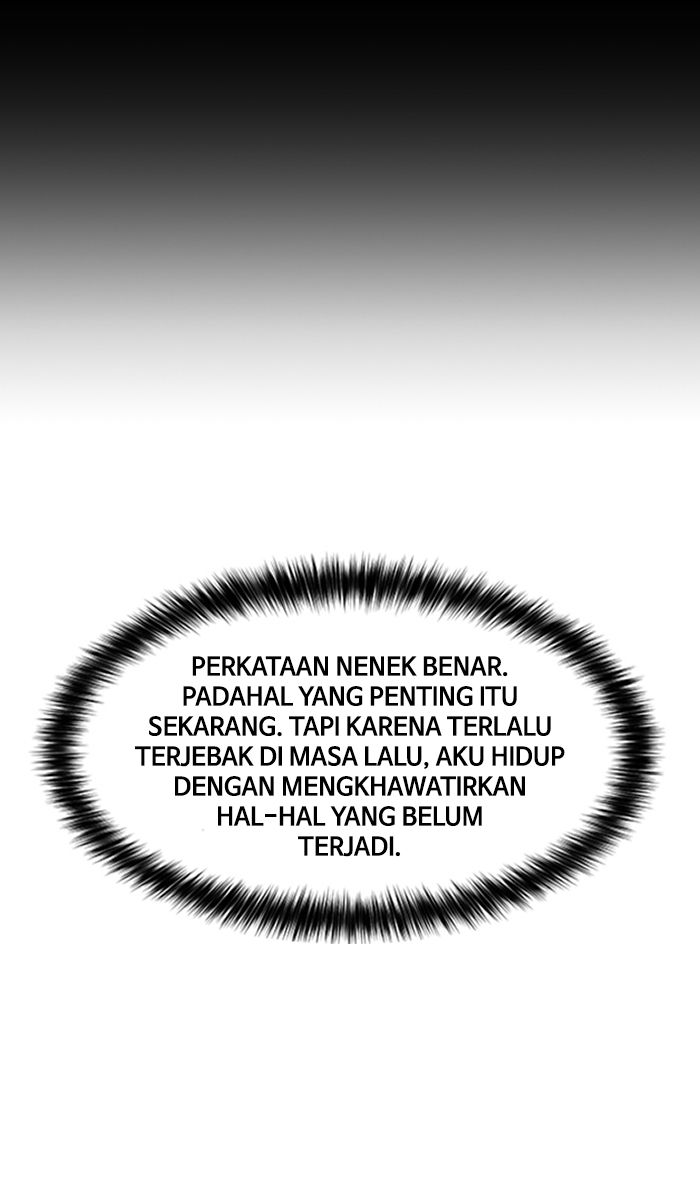 PERKATAAN NENEK BENAR.
PADAHAL YANG PENTING ITU
SEKARANG. TAPI KARENA TERLALU
TERJEBAK DI MASA LALU, AKU HIDUP
DENGAN MENGKHAWATIRKAN
HAL-HAL YANG BELUM
TERJADI.